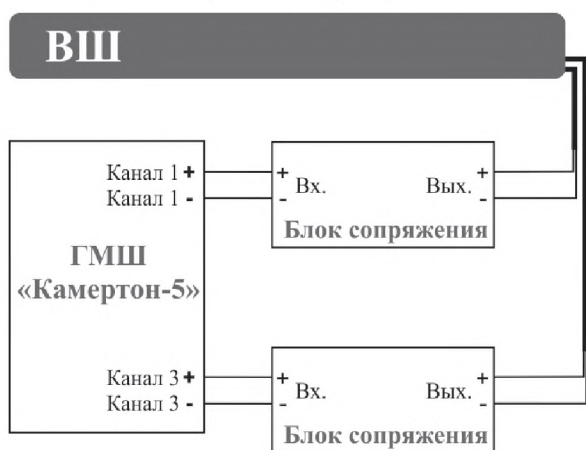 ВШ
Канал 1 +
Канал 1 -
ГМШ
«Камертон-5»
Канал 3 +
Канал 3 -
+ Вх. -
Вых. + -
Блок сопряжения
+ Вх. -
Вых. + -
Блок сопряжения